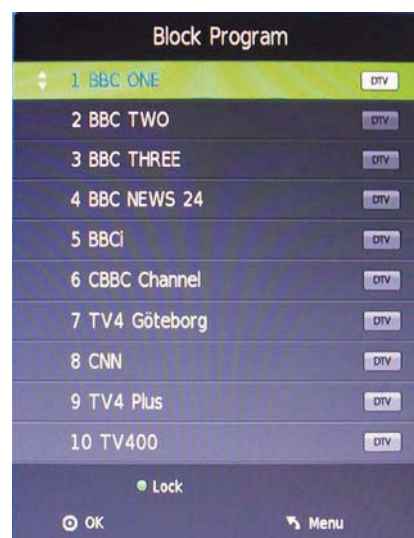 Block Program
1 BBC ONE DTV
2 BBC TWO DTV
3 BBC THREE DTV
4 BBC NEWS 24 DTV
5 BBCi DTV
6 CBBC Channel DTV
7 TV4 Göteborg DTV
8 CNN DTV
9 TV4 Plus DTV
10 TV400 DTV
Lock
OK Menu